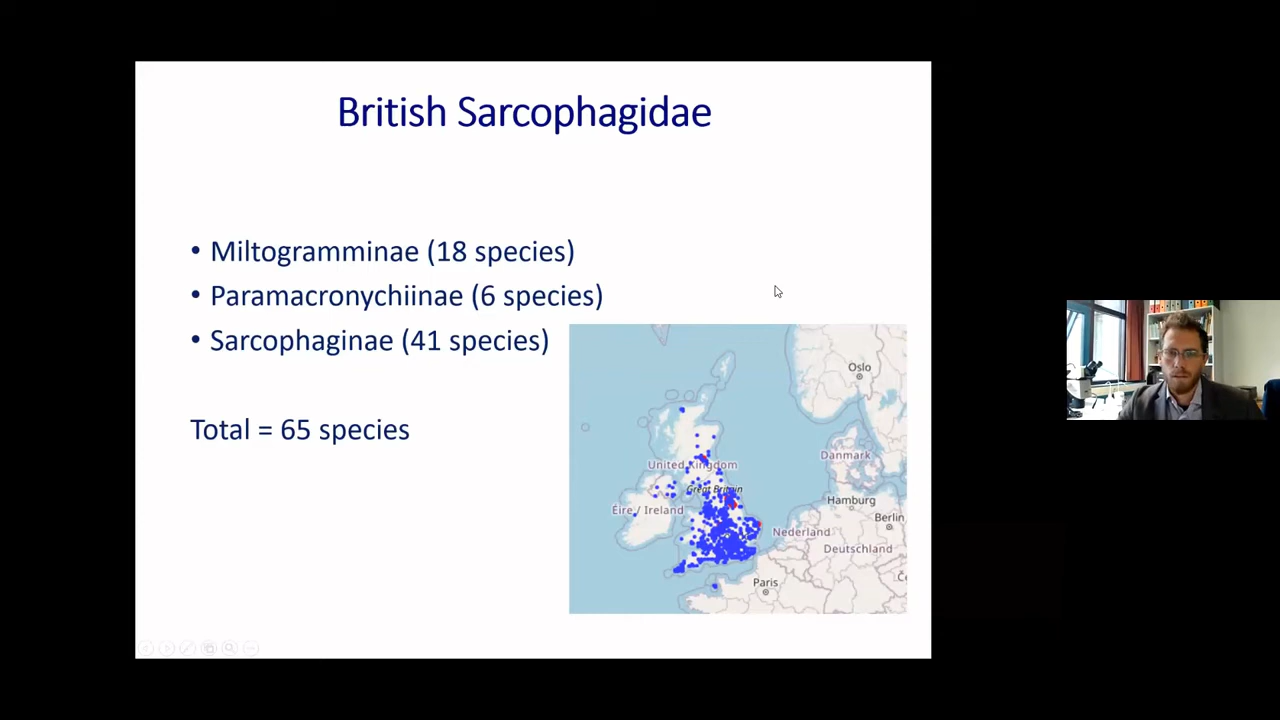 British Sarcophagidae
• Miltogramminae (18 species)
• Paramacronychiinae (6 species)
• Sarcophaginae (41 species)
Total = 65 species
Oslo
Danmark
United Kingdom
Great Britain
Hamburg
Éire / Ireland
Berlin
Nederland
Deutschland
Č
Paris